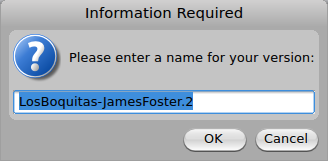 Information Required
Please enter a name for your version:
LosBoquitas-JamesFoster.2
OK
Cancel